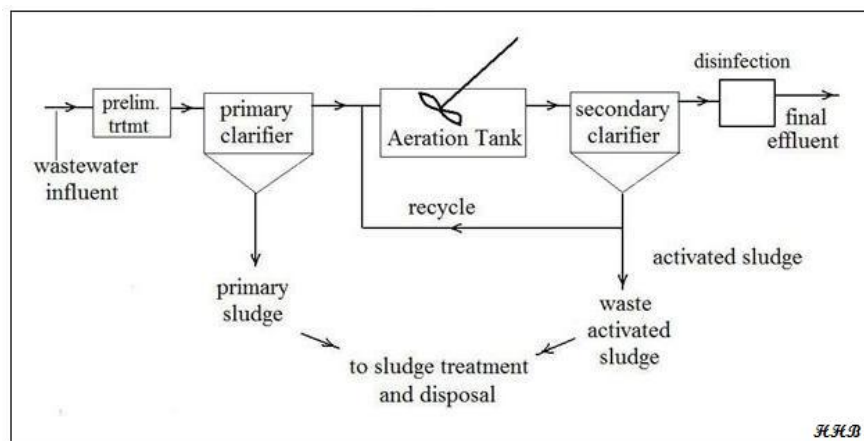 disinfection
prelim.
trtmt
primary
clarifier
Aeration Tank
secondary
clarifier
final
effluent
wastewater
influent
recycle
activated sludge
primary
sludge
waste
activated
sludge
to sludge treatment
and disposal
HHB